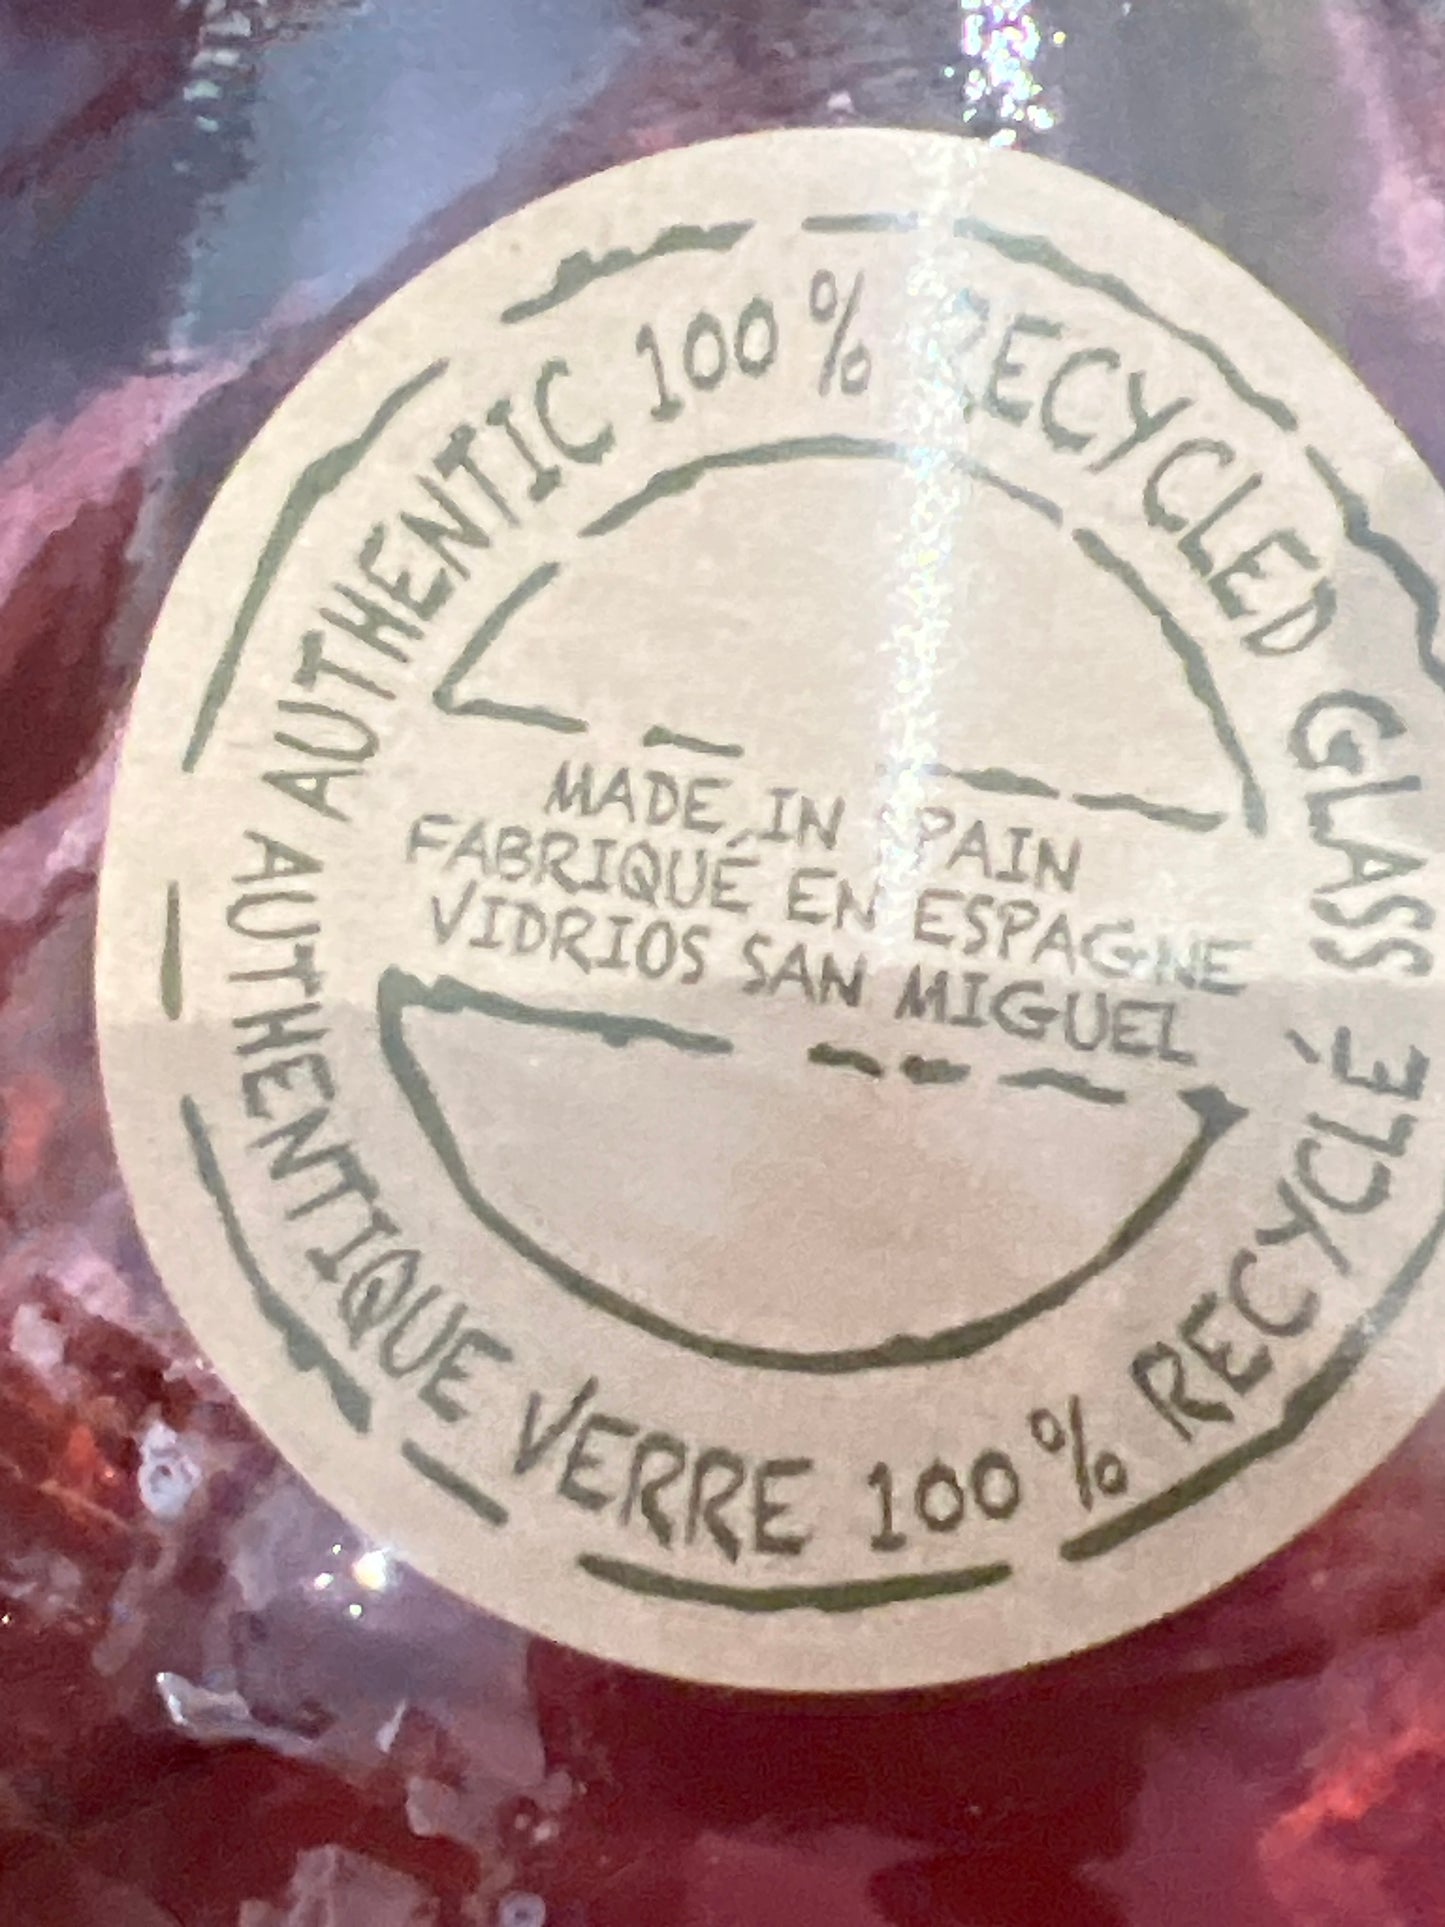 AUTHENTIC 100% RECYCLED GLASS
MADE IN SPAIN
FABRIQUÉ EN ESPAGNE
VIDRIOS SAN MIGUEL
AUTHENTIQUE VERRE 100% RECYCLÉ